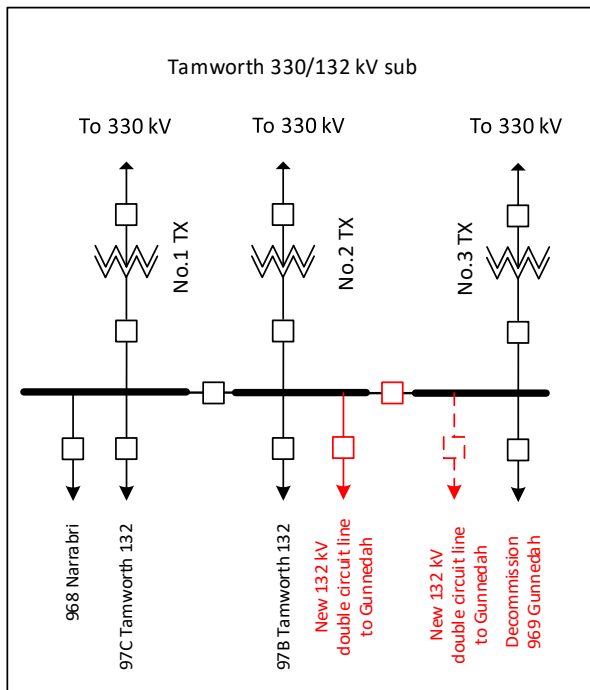 Tamworth 330/132 kV sub
To 330 kV
To 330 kV
To 330 kV
No.1 TX
No.2 TX
No.3 TX
968 Narrabri
97C Tamworth 132
97B Tamworth 132
New 132 kV
double circuit line
to Gunnedah
New 132 kV
double circuit line
to Gunnedah
Decommission
969 Gunnedah